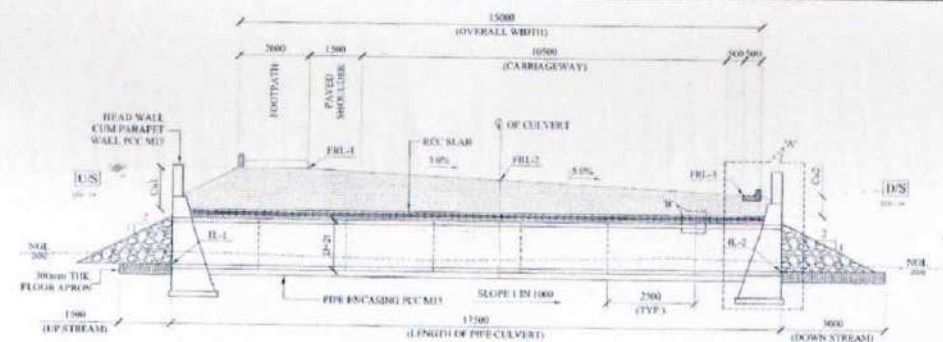 15000
(OVERALL WIDTH)
2000
1500
10500
(CARRIAGEWAY)
500
500
FOOTPATH
PAVED
SHOULDER
HEAD WALL
CUM PARAPET
WALL PCC M15
FRL-1
RCC SLAB
OF CULVERT
FRL-2
5.0%
5.0%
FRL-3
'W'
U/S
D/S
IL-1
IL-2
NGL
NGL
300mm THK
FLOOR APRON
PIPE ENCASING PCC M15
SLOPE 1 IN 1000
2500
(TYP.)
1500
(UP STREAM)
17500
(LENGTH OF PIPE CULVERT)
3000
(DOWN STREAM)